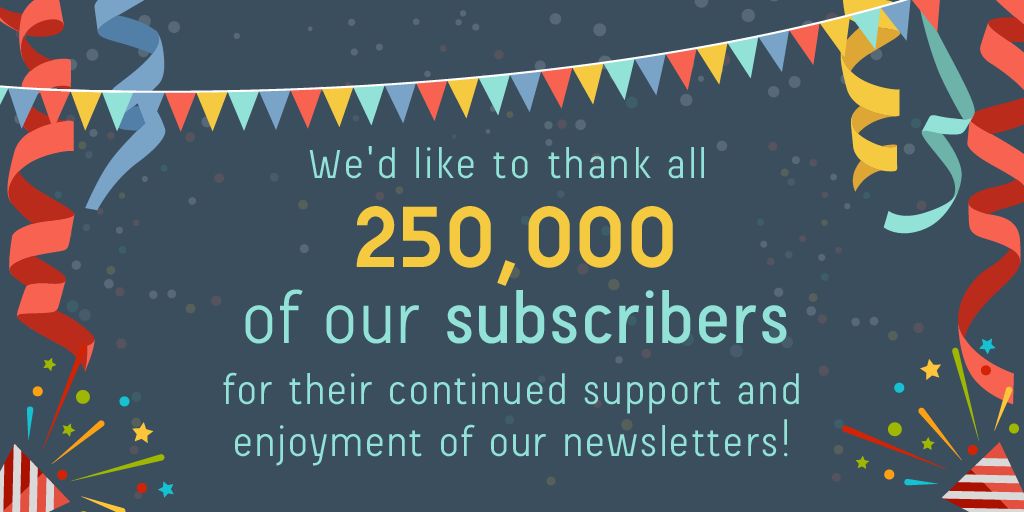 We'd like to thank all
250,000
of our subscribers
for their continued support and
enjoyment of our newsletters!